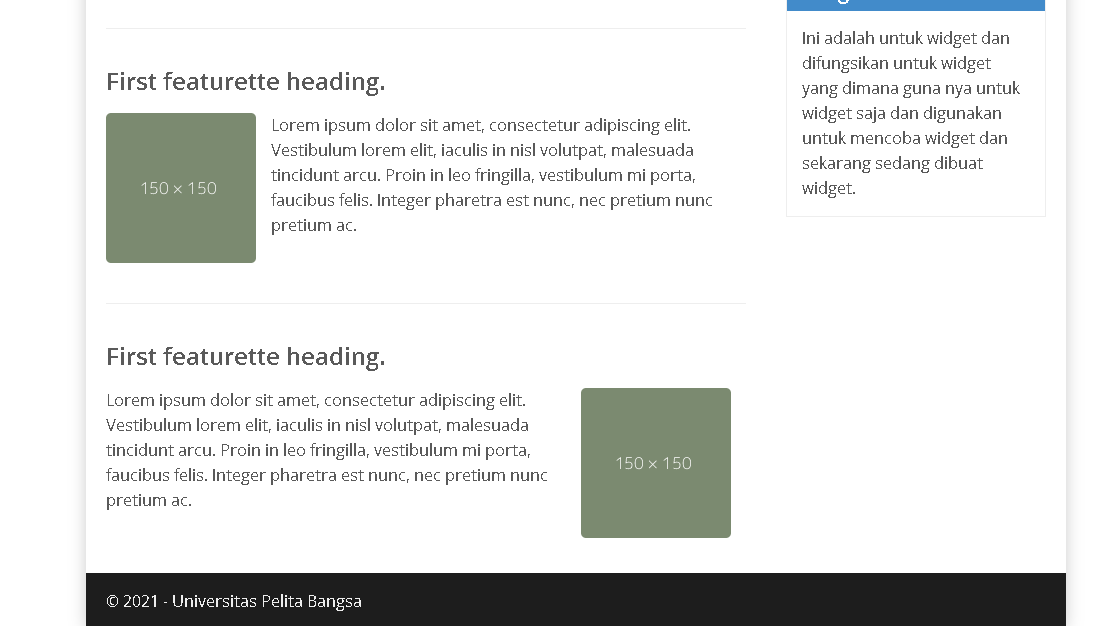 First featurette heading.
150 × 150
Lorem ipsum dolor sit amet, consectetur adipiscing elit.
Vestibulum lorem elit, iaculis in nisl volutpat, malesuada
tincidunt arcu. Proin in leo fringilla, vestibulum mi porta,
faucibus felis. Integer pharetra est nunc, nec pretium nunc
pretium ac.
First featurette heading.
Lorem ipsum dolor sit amet, consectetur adipiscing elit.
Vestibulum lorem elit, iaculis in nisl volutpat, malesuada
tincidunt arcu. Proin in leo fringilla, vestibulum mi porta,
faucibus felis. Integer pharetra est nunc, nec pretium nunc
pretium ac.
150 × 150
Ini adalah untuk widget dan
difungsikan untuk widget
yang dimana guna nya untuk
widget saja dan digunakan
untuk mencoba widget dan
sekarang sedang dibuat
widget.
© 2021 - Universitas Pelita Bangsa